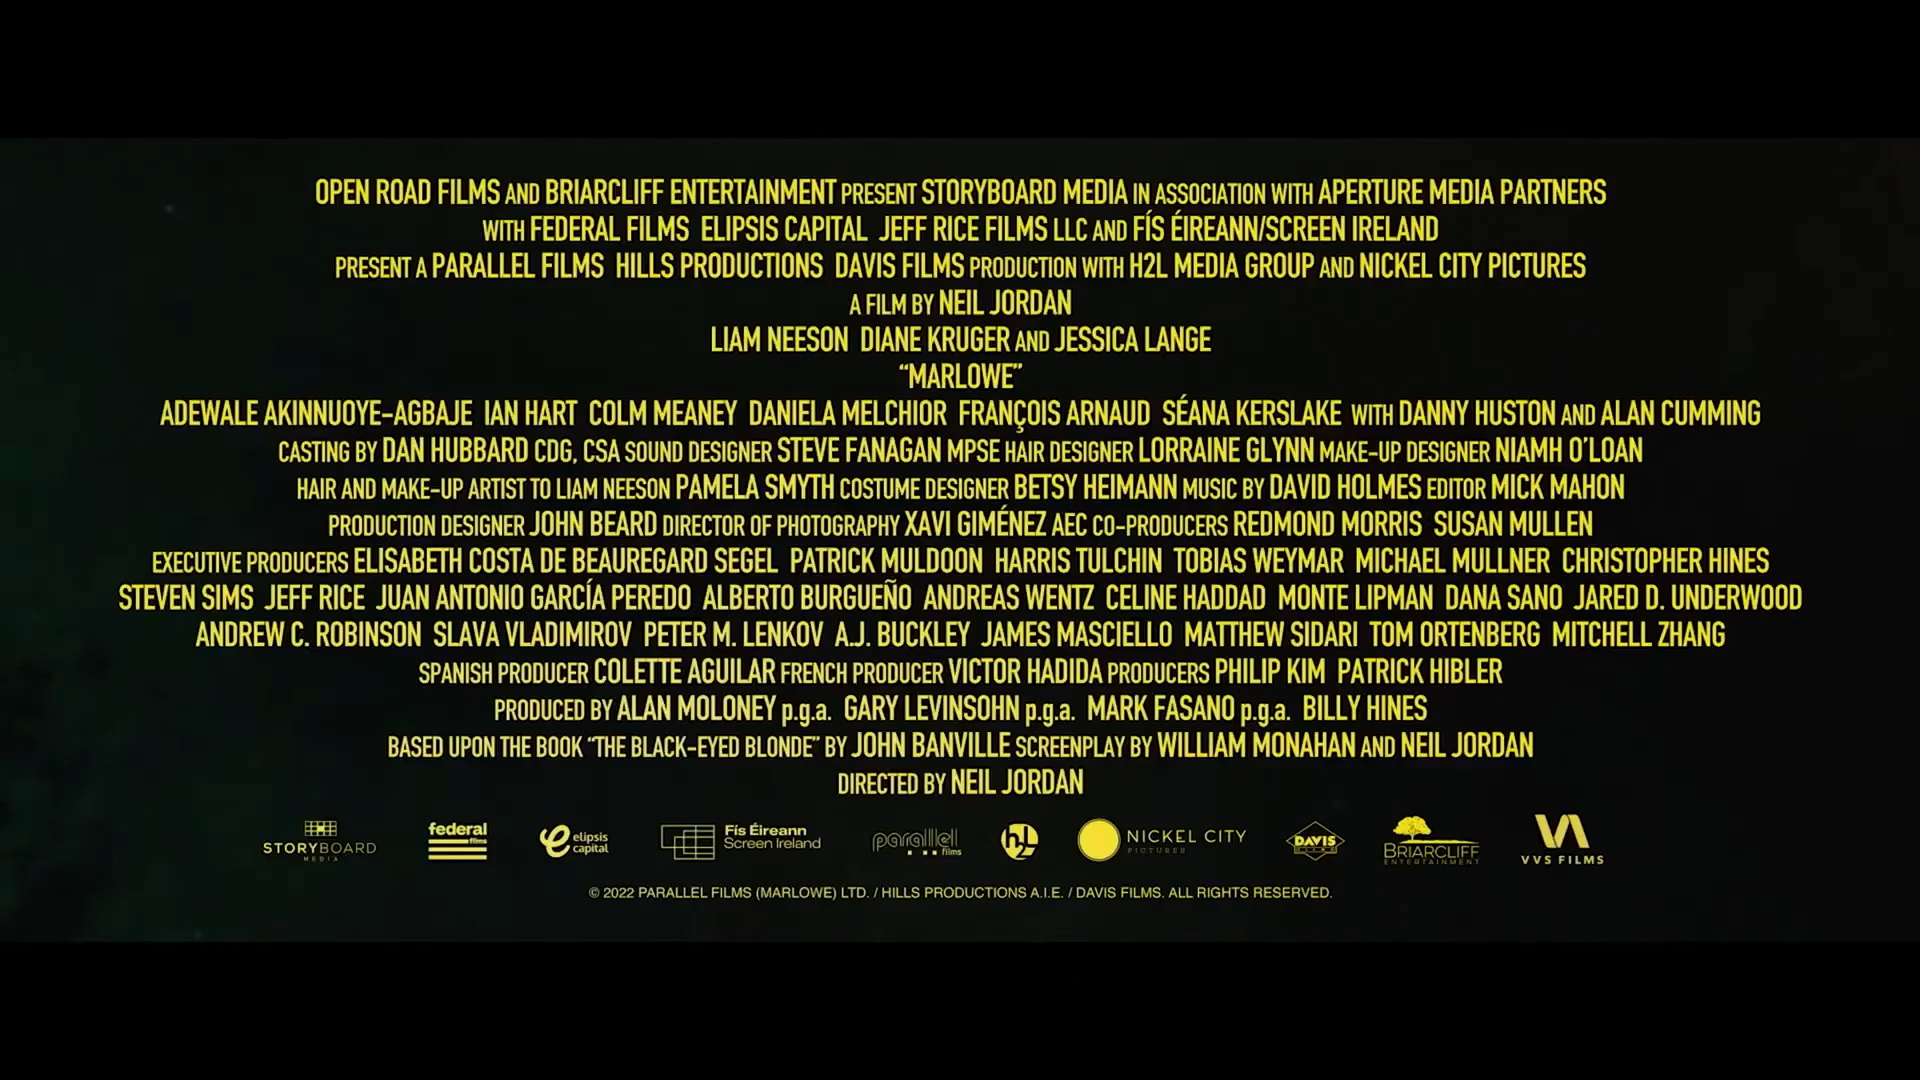 OPEN ROAD FILMS AND BRIARCLIFF ENTERTAINMENT PRESENT STORYBOARD MEDIA IN ASSOCIATION WITH APERTURE MEDIA PARTNERS
WITH FEDERAL FILMS ELIPSIS CAPITAL JEFF RICE FILMS LLC AND FÍS ÉIREANN/SCREEN IRELAND
PRESENT A PARALLEL FILMS HILLS PRODUCTIONS DAVIS FILMS PRODUCTION WITH H2L MEDIA GROUP AND NICKEL CITY PICTURES
A FILM BY NEIL JORDAN
LIAM NEESON DIANE KRUGER AND JESSICA LANGE
“MARLOWE”
ADEWALE AKINNUOYE-AGBAJE IAN HART COLM MEANEY DANIELA MELCHIOR FRANÇOIS ARNAUD SÉANA KERSLAKE WITH DANNY HUSTON AND ALAN CUMMING
CASTING BY DAN HUBBARD CDG, CSA SOUND DESIGNER STEVE FANAGAN MPSE HAIR DESIGNER LORRAINE GLYNN MAKE-UP DESIGNER NIAMH O’LOAN
HAIR AND MAKE-UP ARTIST TO LIAM NEESON PAMELA SMYTH COSTUME DESIGNER BETSY HEIMANN MUSIC BY DAVID HOLMES EDITOR MICK MAHON
PRODUCTION DESIGNER JOHN BEARD DIRECTOR OF PHOTOGRAPHY XAVI GIMÉNEZ AEC CO-PRODUCERS REDMOND MORRIS SUSAN MULLEN
EXECUTIVE PRODUCERS ELISABETH COSTA DE BEAUREGARD SEGEL PATRICK MULDOON HARRIS TULCHIN TOBIAS WEYMAR MICHAEL MULLNER CHRISTOPHER HINES
STEVEN SIMS JEFF RICE JUAN ANTONIO GARCÍA PEREDO ALBERTO BURGUEÑO ANDREAS WENTZ CELINE HADDAD MONTE LIPMAN DANA SANO JARED D. UNDERWOOD
ANDREW C. ROBINSON SLAVA VLADIMIROV PETER M. LENKOV A.J. BUCKLEY JAMES MASCIELLO MATTHEW SIDARI TOM ORTENBERG MITCHELL ZHANG
SPANISH PRODUCER COLETTE AGUILAR FRENCH PRODUCER VICTOR HADIDA PRODUCERS PHILIP KIM PATRICK HIBLER
PRODUCED BY ALAN MOLONEY p.g.a. GARY LEVINSOHN p.g.a. MARK FASANO p.g.a. BILLY HINES
BASED UPON THE BOOK “THE BLACK-EYED BLONDE” BY JOHN BANVILLE SCREENPLAY BY WILLIAM MONAHAN AND NEIL JORDAN
DIRECTED BY NEIL JORDAN
STORYBOARD
MEDIA
federal
films
elipsis
capital
Fís Éireann
Screen Ireland
parallel
films
h2L
NICKEL CITY
PICTURES
DAVIS
FILMS
BRIARCLIFF
ENTERTAINMENT
VVS FILMS
© 2022 PARALLEL FILMS (MARLOWE) LTD. / HILLS PRODUCTIONS A.I.E. / DAVIS FILMS. ALL RIGHTS RESERVED.